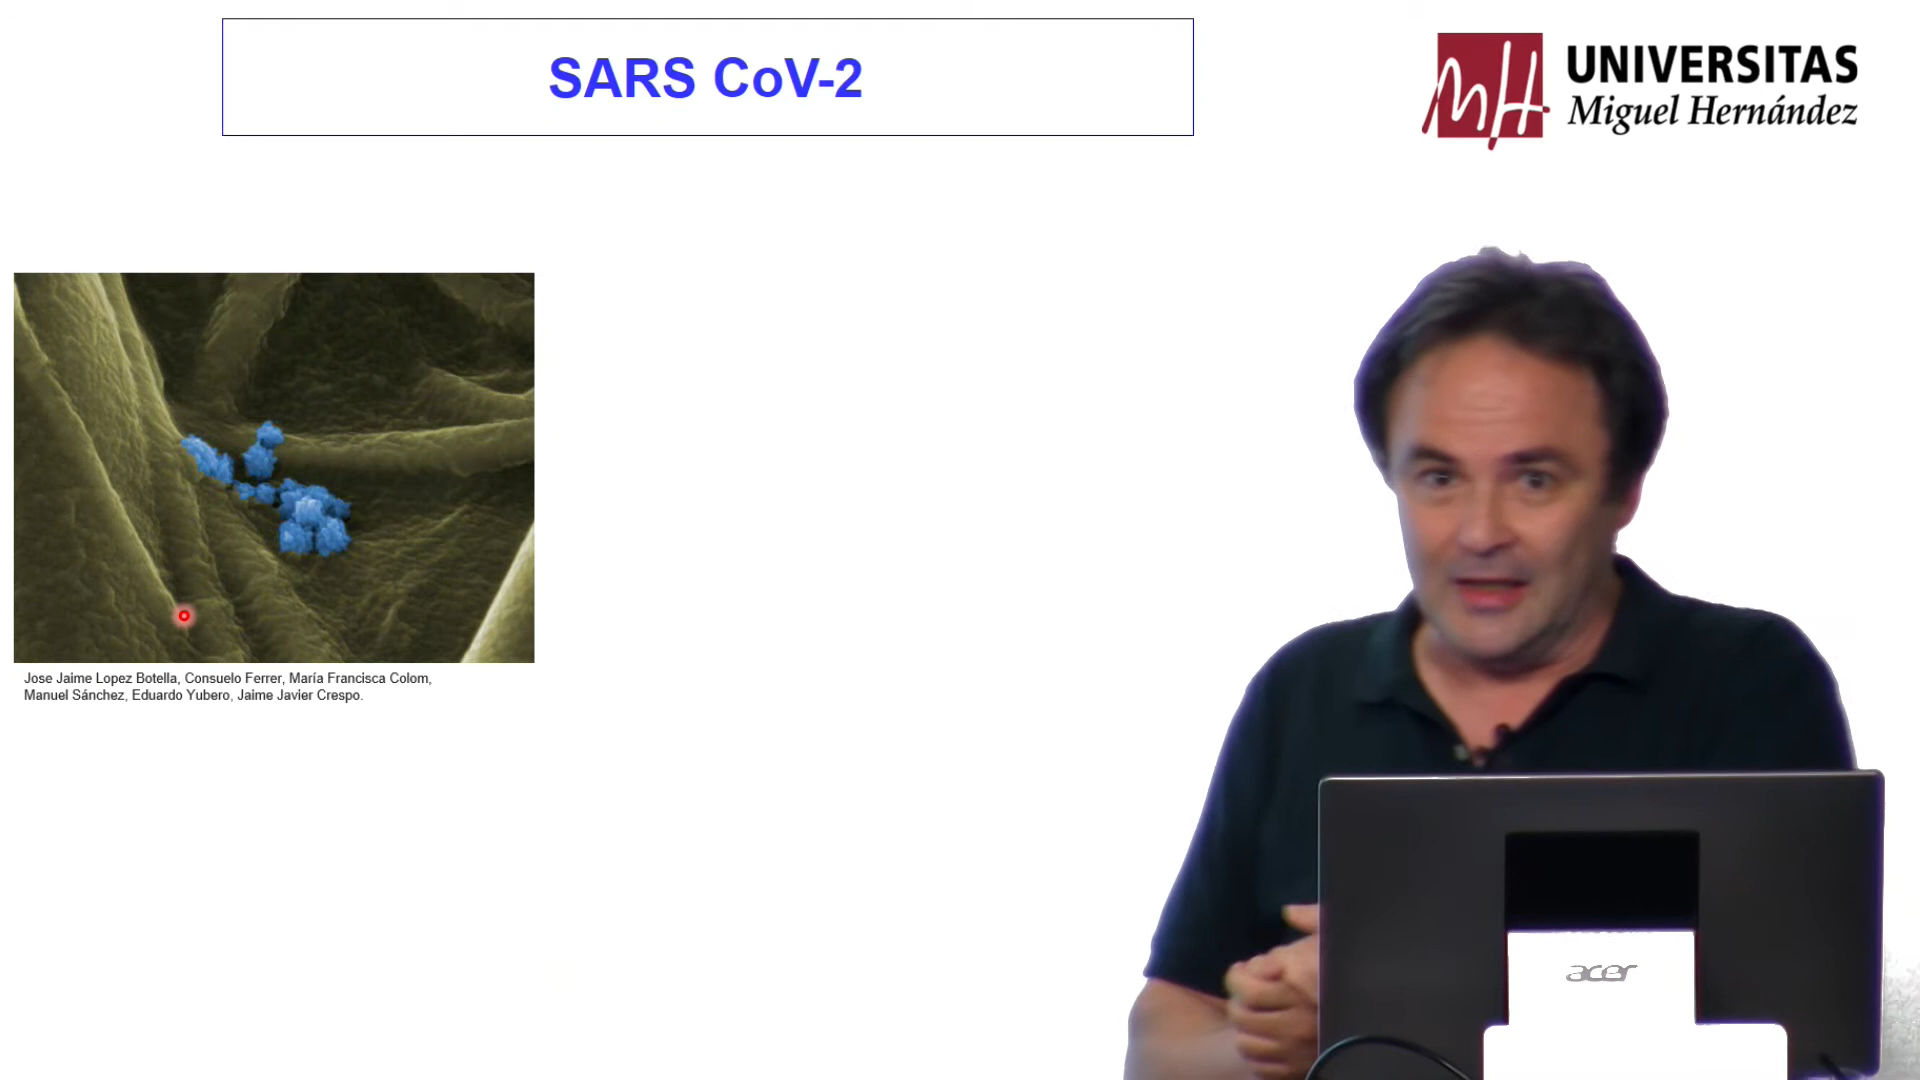 SARS CoV-2
UNIVERSITAS
Miguel Hernández
Jose Jaime Lopez Botella, Consuelo Ferrer, María Francisca Colom,
Manuel Sánchez, Eduardo Yubero, Jaime Javier Crespo.
acer